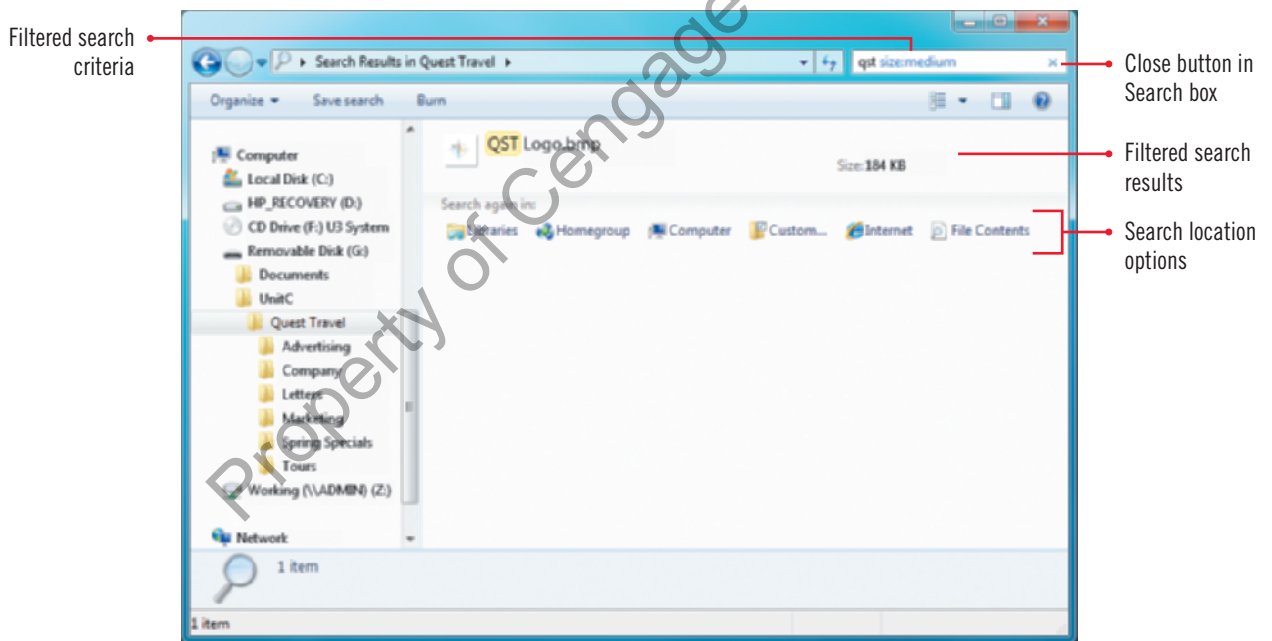 Filtered search
criteria
Search Results in Quest Travel
qst size:medium
Close button in
Search box
Organize
Save search
Burn
Computer
Local Disk (C:)
HP_RECOVERY (D:)
CD Drive (F:) U3 System
Removable Disk (G:)
Documents
UnitC
Quest Travel
Advertising
Company
Letters
Marketing
Spring Specials
Tours
Working (\\ADMIN) (Z:)
Network
QST Logo.bmp
Size: 184 KB
Filtered search
results
Search again in:
Libraries
Homegroup
Computer
Custom...
Internet
File Contents
Search location
options
1 item
1 item
Property of Cengage